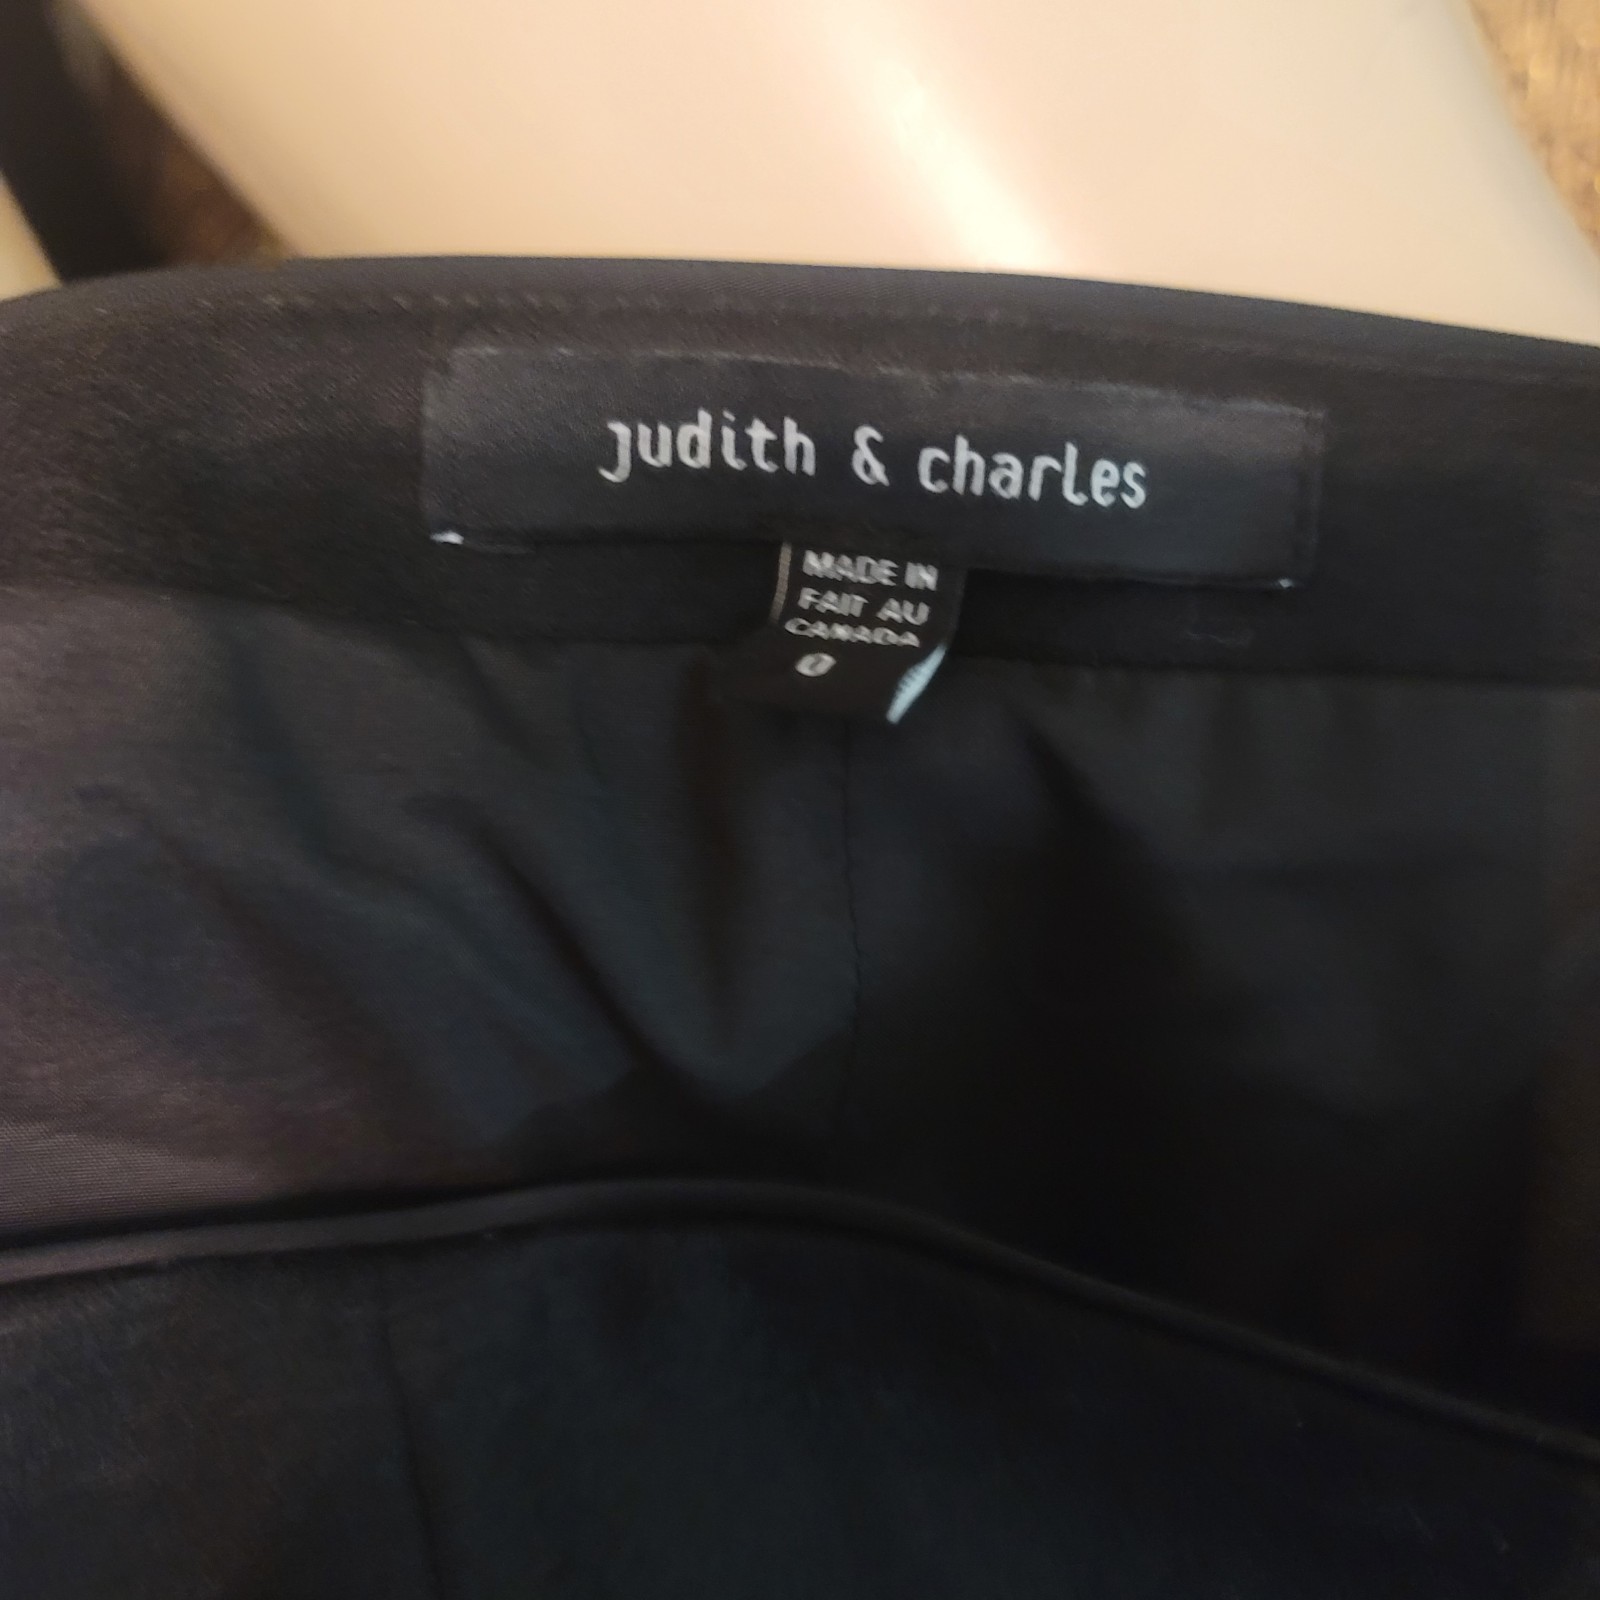 judith & charles
MADE IN
FAIT AU
CANADA
0